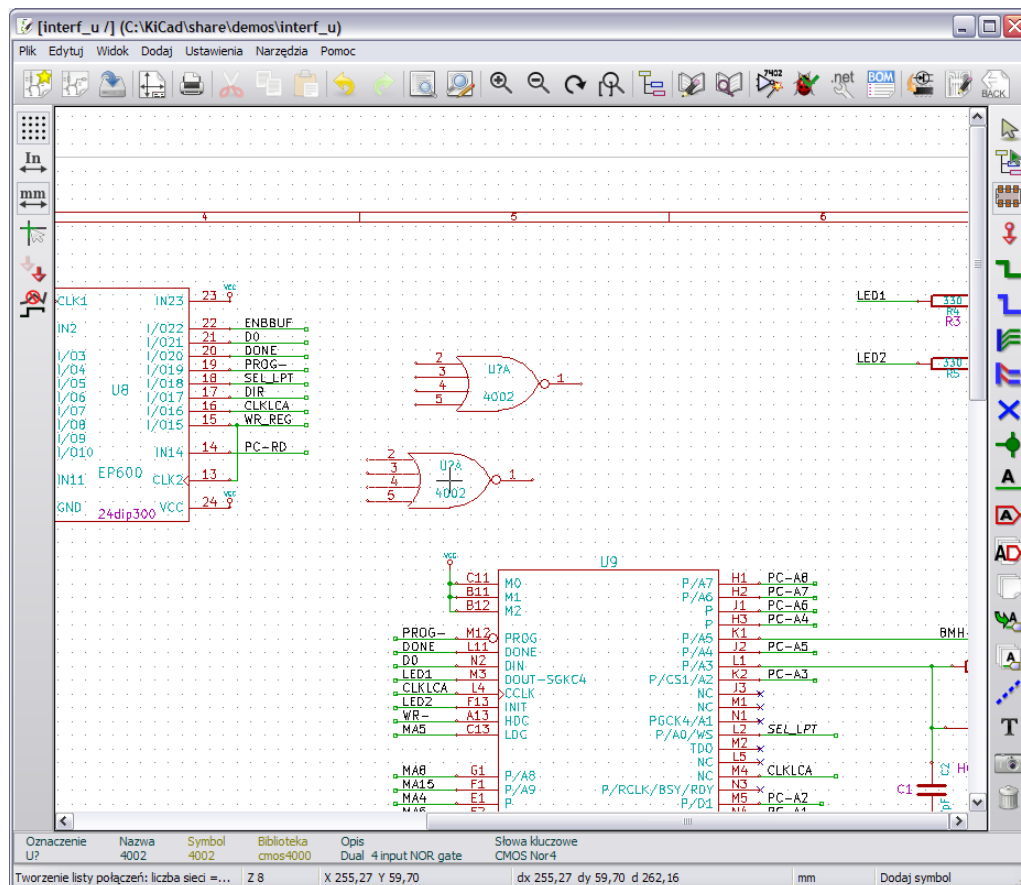 [interf_u /] (C:\KiCad\share\demos\interf_u)
Plik Edytuj Widok Dodaj Ustawienia Narzędzia Pomoc
7402 .net BOM BACK
In
mm
4 5 6
CLK1 IN23 23 VCC
IN2 I/O22 22 ENBBUF
I/O21 21 D0
I/O3 I/O20 20 DONE
I/O4 I/O19 19 PROG-
I/O5 I/O18 18 SEL_LPT
I/O6 I/O17 17 DIR
I/O7 I/O16 16 CLKLCA
I/O8 I/O15 15 WR_REG
I/O9
I/O10 IN14 14 PC-RD
U8
IN11 EP600 CLK2 13
GND VCC 24 VCC
24dip300
2
3 U?A
4 4002 1
5
2
3 U?A
4 4002 1
5
LED1 330
R4
R3
LED2 330
R5
U9
VCC
C11 M0 P/A7 H1 PC-A8
B11 M1 P/A6 H2 PC-A7
B12 M2 P J1 PC-A6
P H3 PC-A4
PROG- M12 PROG P/A5 K1 BMH-
DONE L11 DONE P/A4 J2 PC-A5
D0 N2 DIN P/A3 L1
LED1 M3 DOUT-SGKC4 P/CS1/A2 K2 PC-A3
CLKLCA L4 CCLK NC J3
LED2 F13 INIT NC M1
WR- A13 HDC PGCK4/A1 N1
MA5 C13 LDC P/A0/WS L2 SEL_LPT
TDO M2
NC L5
MA8 G1 P/A8 NC M4 CLKLCA
MA15 F1 P/A9 P/RCLK/BSY/RDY N3
MA4 E1 P P/D1 M5 PC-A2
C2
C1
A
A
AD
A
A
T
Oznaczenie Nazwa Symbol Biblioteka Opis Słowa kluczowe
U? 4002 4002 cmos4000 Dual 4 input NOR gate CMOS Nor4
Tworzenie listy połączeń: liczba sieci =... Z 8 X 255,27 Y 59,70 dx 255,27 dy 59,70 d 262,16 mm Dodaj symbol